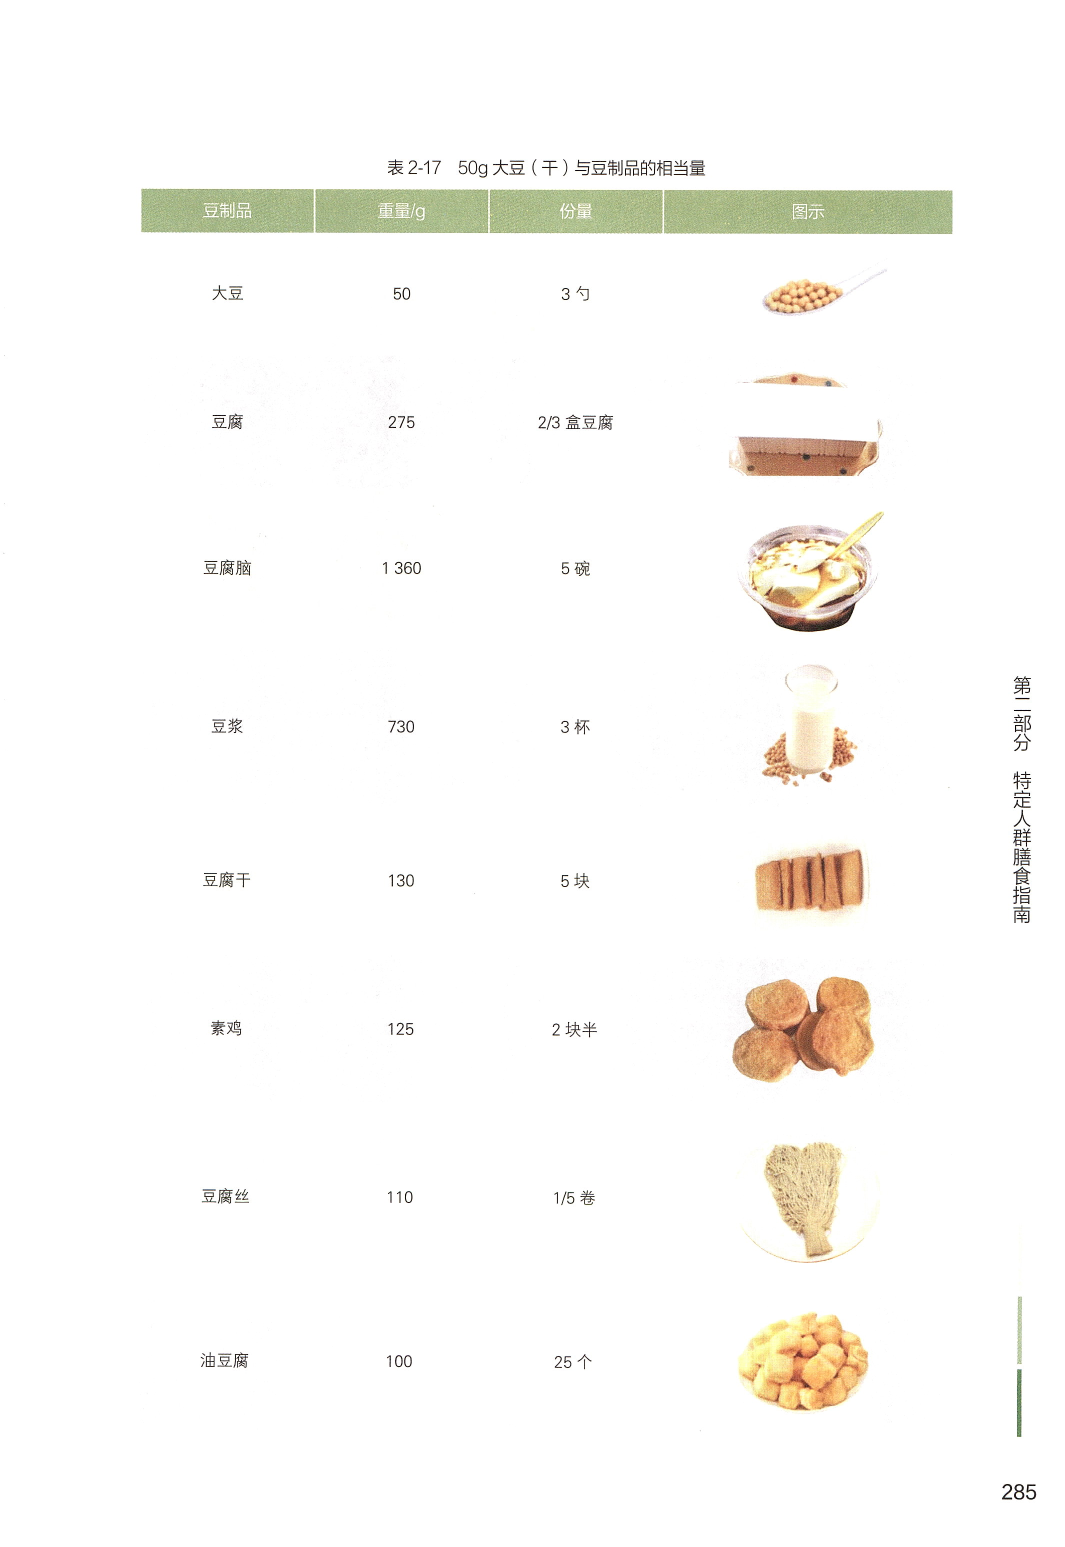 表 2-17 50g 大豆（干）与豆制品的相当量
豆制品 重量/g 份量 图示
大豆 50 3 勺
豆腐 275 2/3 盒豆腐
豆腐脑 1 360 5 碗
豆浆 730 3 杯
豆腐干 130 5 块
素鸡 125 2 块半
豆腐丝 110 1/5 卷
油豆腐 100 25 个
第二部分 特定人群膳食指南
285